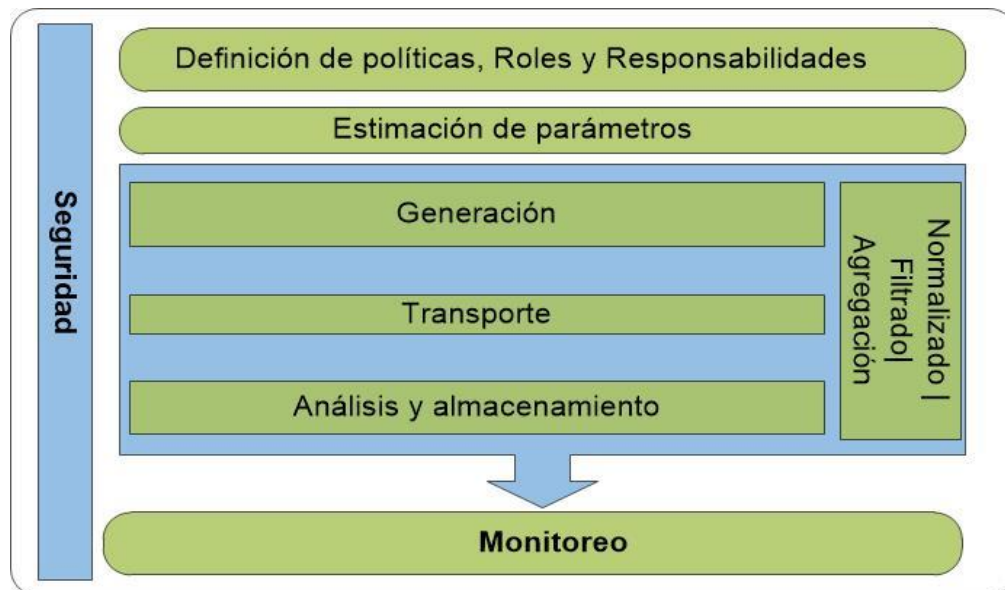 Seguridad
Definición de políticas, Roles y Responsabilidades
Estimación de parámetros
Generación
Transporte
Análisis y almacenamiento
Normalizado |
Filtrado|
Agregación
Monitoreo